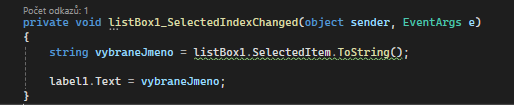 Počet odkazů: 1
private void listBox1_SelectedIndexChanged(object sender, EventArgs e)
{
string vybraneJmeno = listBox1.SelectedItem.ToString();
label1.Text = vybraneJmeno;
}